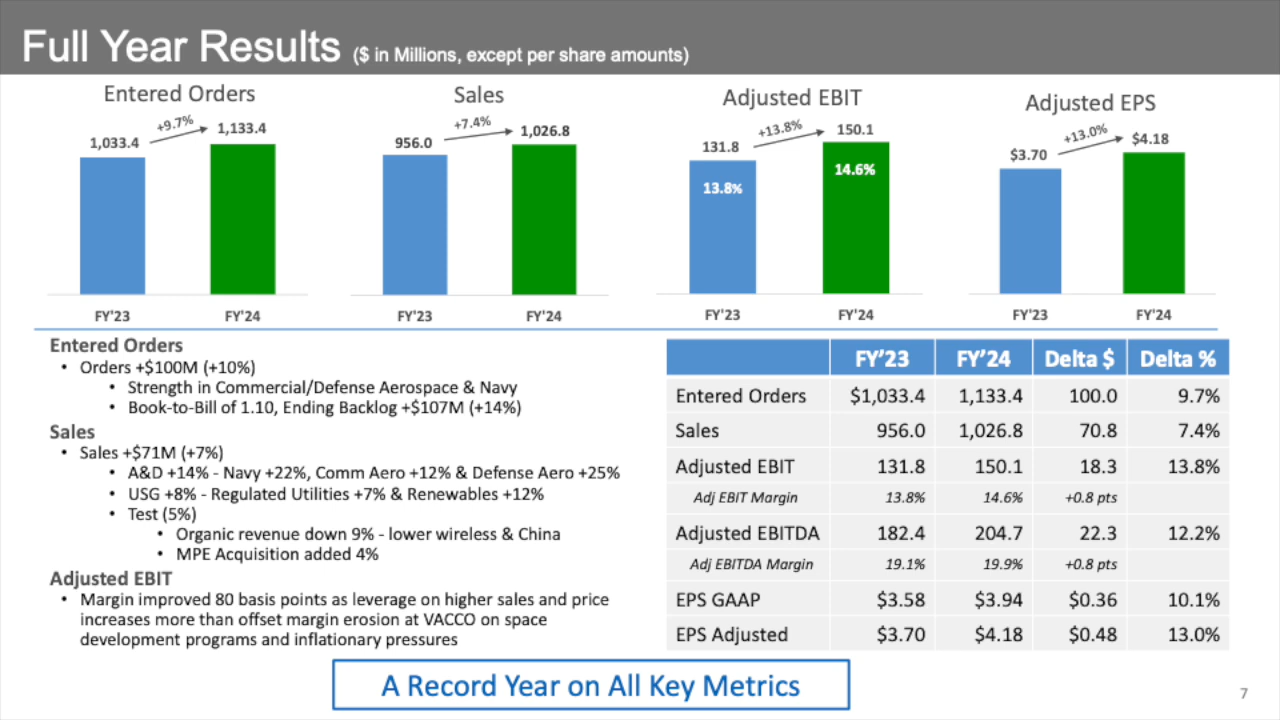 Full Year Results ($ in Millions, except per share amounts)
Entered Orders
+9.7%
1,033.4
1,133.4
FY'23 FY'24
Sales
+7.4%
956.0
1,026.8
FY'23 FY'24
Adjusted EBIT
+13.8%
131.8
150.1
13.8%
14.6%
FY'23 FY'24
Adjusted EPS
+13.0%
$3.70
$4.18
FY'23 FY'24
Entered Orders
• Orders +$100M (+10%)
• Strength in Commercial/Defense Aerospace & Navy
• Book-to-Bill of 1.10, Ending Backlog +$107M (+14%)
Sales
• Sales +$71M (+7%)
• A&D +14% - Navy +22%, Comm Aero +12% & Defense Aero +25%
• USG +8% - Regulated Utilities +7% & Renewables +12%
• Test (5%)
• Organic revenue down 9% - lower wireless & China
• MPE Acquisition added 4%
Adjusted EBIT
• Margin improved 80 basis points as leverage on higher sales and price
increases more than offset margin erosion at VACCO on space
development programs and inflationary pressures
FY’23 FY’24 Delta $ Delta %
Entered Orders $1,033.4 1,133.4 100.0 9.7%
Sales 956.0 1,026.8 70.8 7.4%
Adjusted EBIT 131.8 150.1 18.3 13.8%
Adj EBIT Margin 13.8% 14.6% +0.8 pts
Adjusted EBITDA 182.4 204.7 22.3 12.2%
Adj EBITDA Margin 19.1% 19.9% +0.8 pts
EPS GAAP $3.58 $3.94 $0.36 10.1%
EPS Adjusted $3.70 $4.18 $0.48 13.0%
A Record Year on All Key Metrics
7